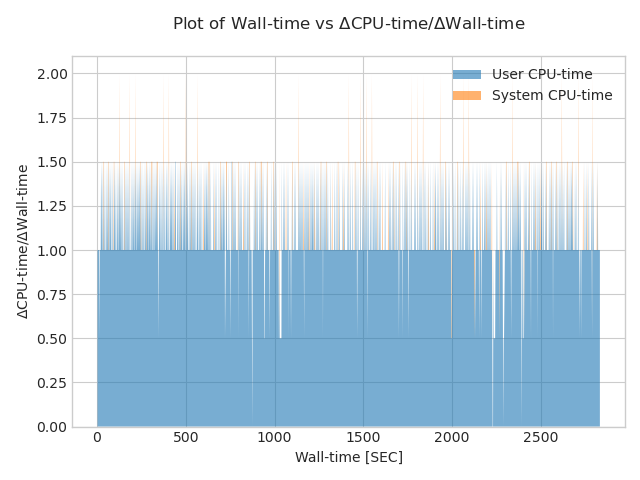 Plot of Wall-time vs ΔCPU-time/ΔWall-time
User CPU-time
System CPU-time
ΔCPU-time/ΔWall-time
2.00
1.75
1.50
1.25
1.00
0.75
0.50
0.25
0.00
0 500 1000 1500 2000 2500
Wall-time [SEC]